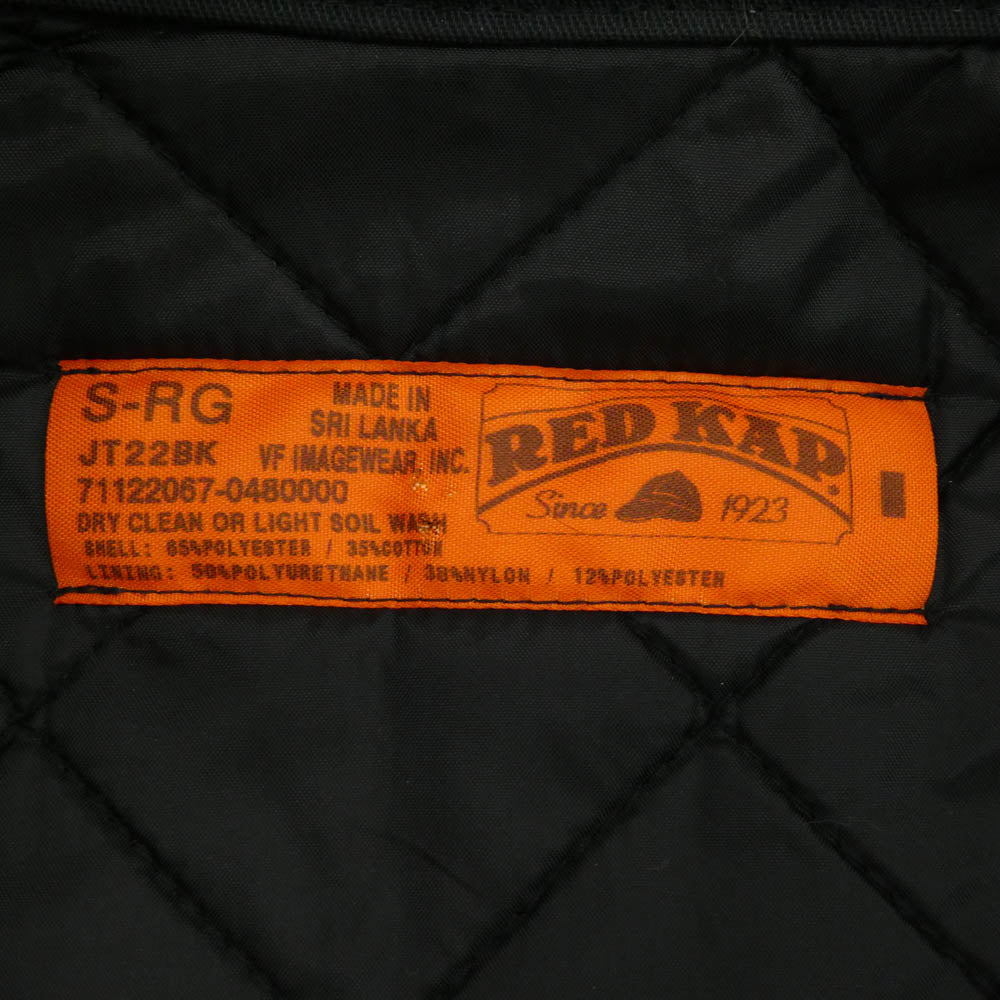 S-RG
JT22BK
71122067-0480000
MADE IN
SRI LANKA
VF IMAGEWEAR, INC.
DRY CLEAN OR LIGHT SOIL WASH
SHELL: 65%POLYESTER / 35%COTTON
LINING: 50%POLYURETHANE / 38%NYLON / 12%POLYESTER
RED KAP.
Since 1923